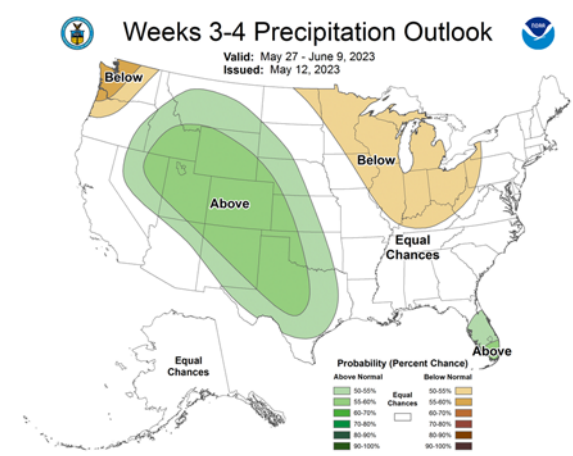 Weeks 3-4 Precipitation Outlook
Valid: May 27 - June 9, 2023
Issued: May 12, 2023
Below
Below
Above
Equal
Chances
Above
Equal
Chances
Probability (Percent Chance)
Above Normal
Below Normal
50-55%
55-60%
60-70%
70-80%
80-90%
90-100%
Equal
Chances
50-55%
55-60%
60-70%
70-80%
80-90%
90-100%